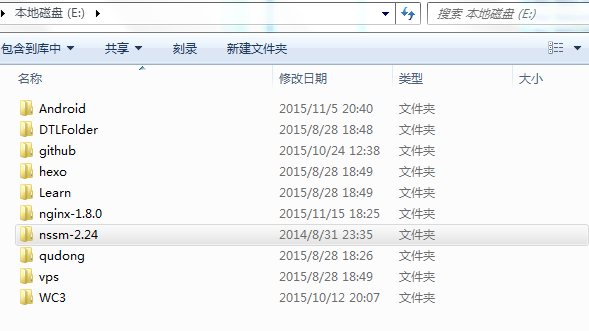 本地磁盘 (E:) 搜索 本地磁盘 (E:)
包含到库中 共享 刻录 新建文件夹
名称 修改日期 类型 大小
Android 2015/11/5 20:40 文件夹
DTLFolder 2015/8/28 18:48 文件夹
github 2015/10/24 12:38 文件夹
hexo 2015/8/28 18:49 文件夹
Learn 2015/8/28 18:49 文件夹
nginx-1.8.0 2015/11/15 18:25 文件夹
nssm-2.24 2014/8/31 23:35 文件夹
qudong 2015/8/28 18:26 文件夹
vps 2015/8/28 18:49 文件夹
WC3 2015/10/12 20:07 文件夹